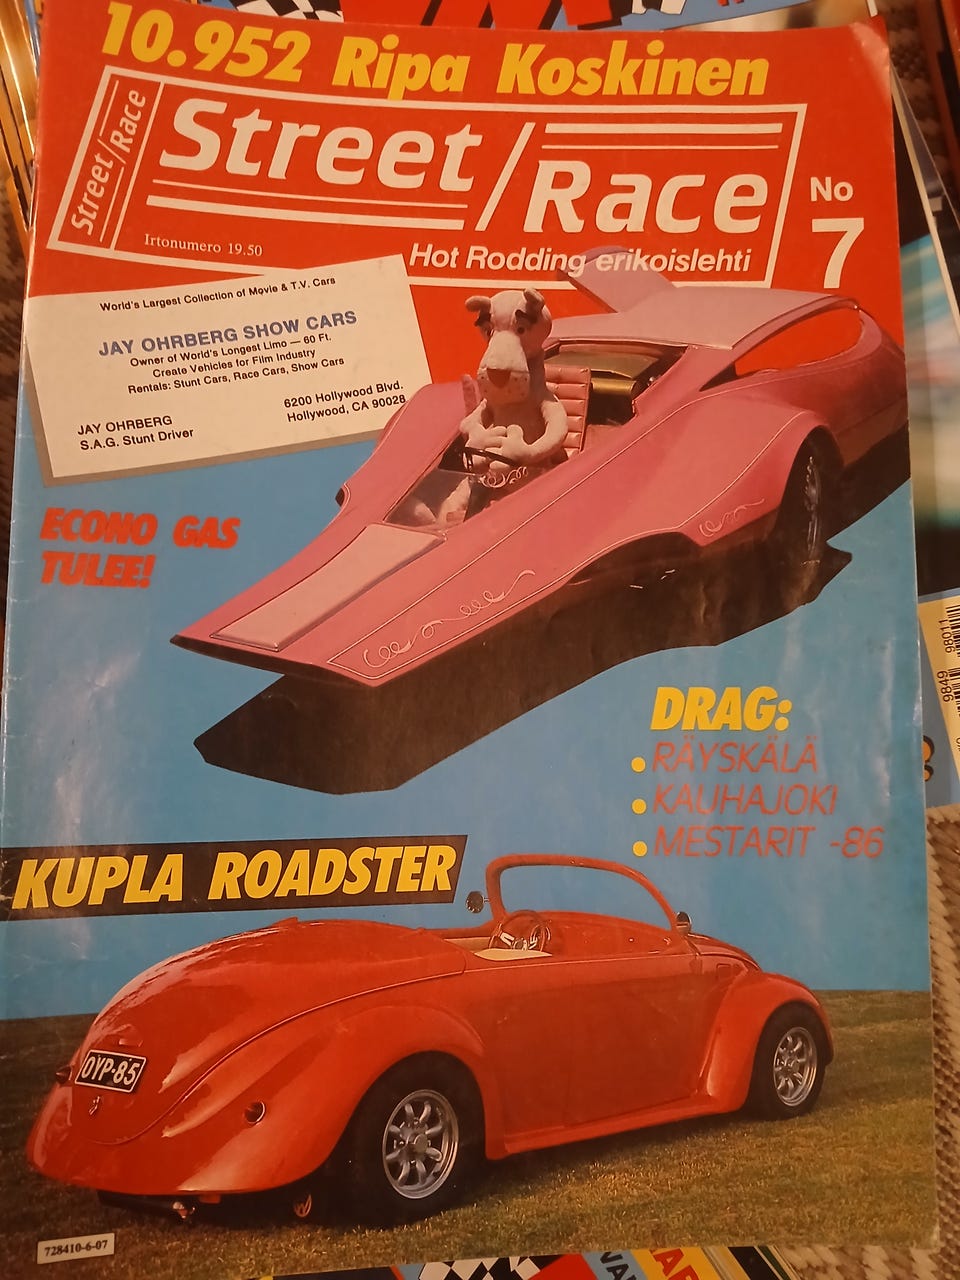 10.952 Ripa Koskinen
Street/Race
Street/Race
No
7
Irtonumero 19.50
Hot Rodding erikoislehti
World's Largest Collection of Movie & T.V. Cars
JAY OHRBERG SHOW CARS
Owner of World's Longest Limo — 60 Ft.
Create Vehicles for Film Industry
Rentals: Stunt Cars, Race Cars, Show Cars
JAY OHRBERG
S.A.G. Stunt Driver
6200 Hollywood Blvd.
Hollywood, CA 90028
ECONO GAS
TULEE!
DRAG:
• RÄYSKÄLÄ
• KAUHAJOKI
• MESTARIT -86
KUPLA ROADSTER
OYP-85
728410-6-07
9849
98011